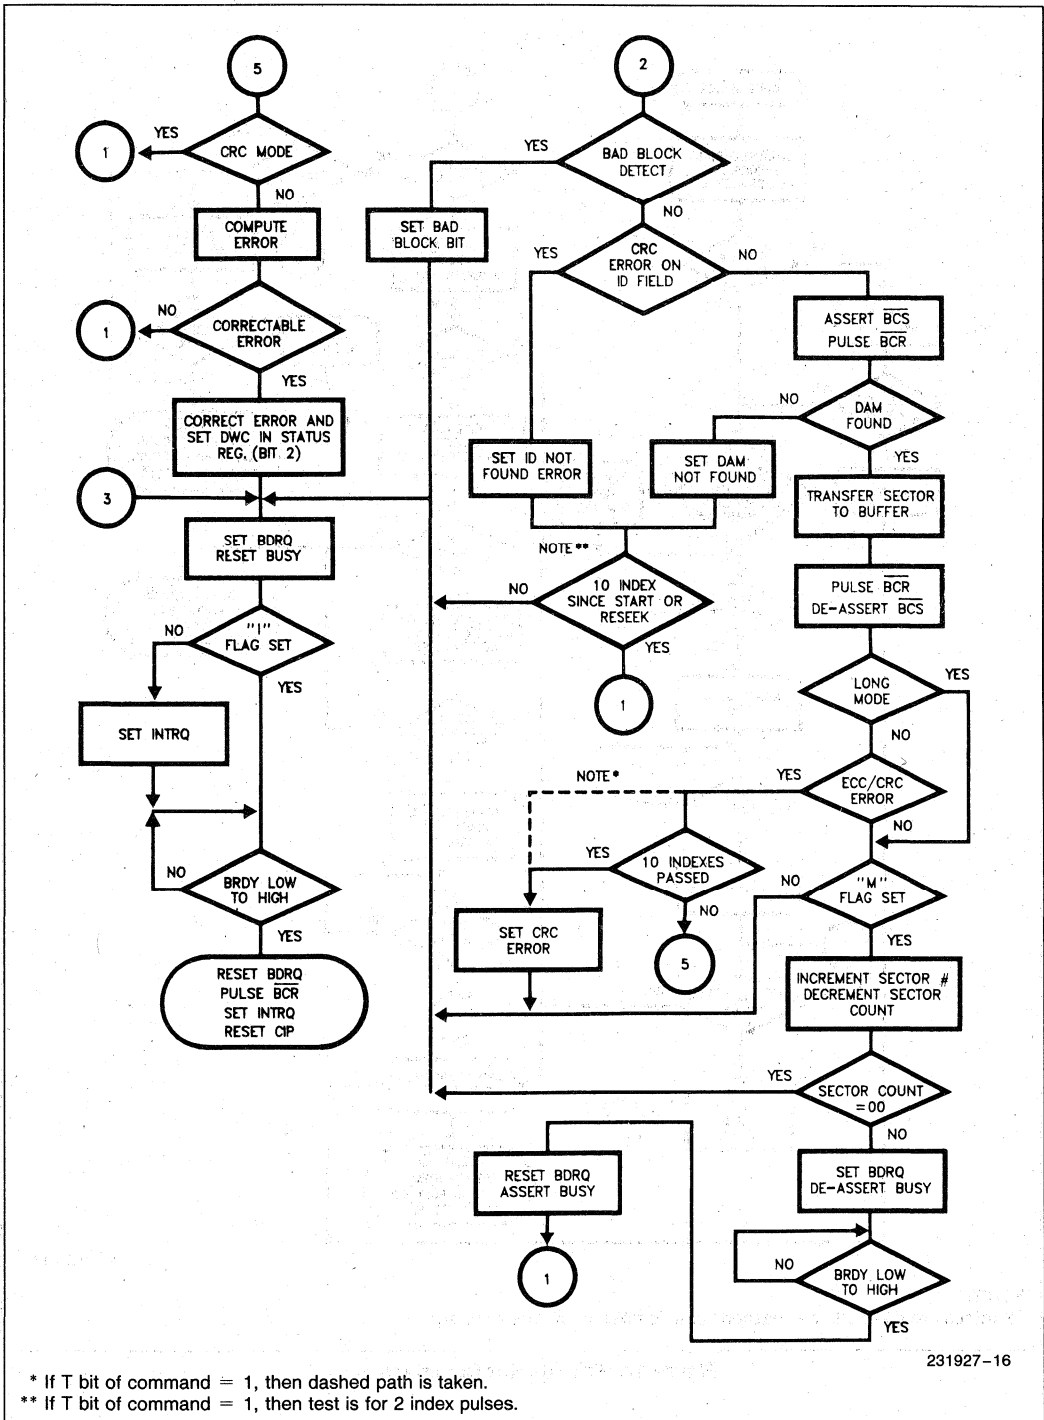 5
CRC MODE
YES
1
NO
COMPUTE
ERROR
CORRECTABLE
ERROR
NO
1
YES
CORRECT ERROR AND
SET DWC IN STATUS
REG. (BIT 2)
3
SET BDRQ
RESET BUSY
"I"
FLAG SET
NO
YES
SET INTRQ
BRDY LOW
TO HIGH
NO
YES
RESET BDRQ
PULSE B̅C̅R̅
SET INTRQ
RESET CIP
2
BAD BLOCK
DETECT
YES
NO
SET BAD
BLOCK BIT
CRC
ERROR ON
ID FIELD
YES
NO
ASSERT B̅C̅S̅
PULSE B̅C̅R̅
DAM
FOUND
NO
YES
SET ID NOT
FOUND ERROR
SET DAM
NOT FOUND
TRANSFER SECTOR
TO BUFFER
NOTE **
10 INDEX
SINCE START OR
RESEEK
NO
YES
1
PULSE B̅C̅R̅
DE-ASSERT B̅C̅S̅
LONG
MODE
YES
NO
ECC/CRC
ERROR
YES
NO
NOTE *
10 INDEXES
PASSED
YES
NO
5
SET CRC
ERROR
"M"
FLAG SET
NO
YES
INCREMENT SECTOR #
DECREMENT SECTOR
COUNT
SECTOR COUNT
=00
YES
NO
SET BDRQ
DE-ASSERT BUSY
BRDY LOW
TO HIGH
NO
YES
RESET BDRQ
ASSERT BUSY
1
231927-16
* If T bit of command = 1, then dashed path is taken.
** If T bit of command = 1, then test is for 2 index pulses.